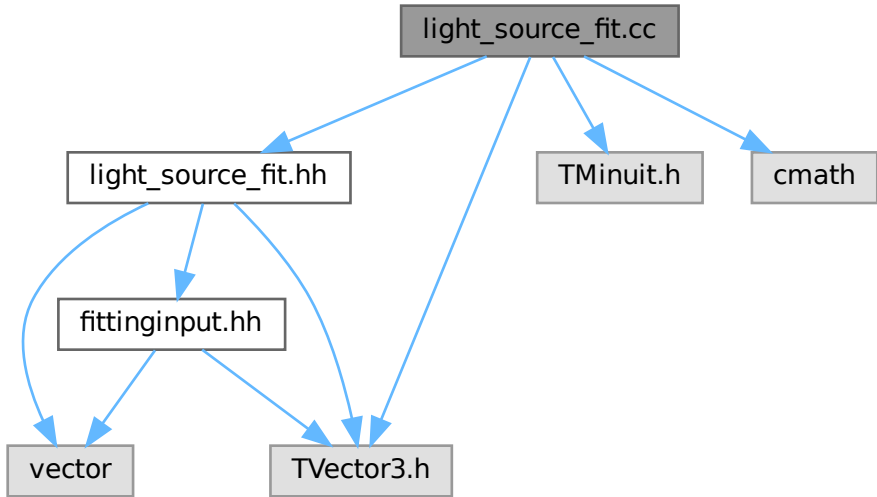 light_source_fit.cc
light_source_fit.hh
TMinuit.h
cmath
fittinginput.hh
vector
TVector3.h